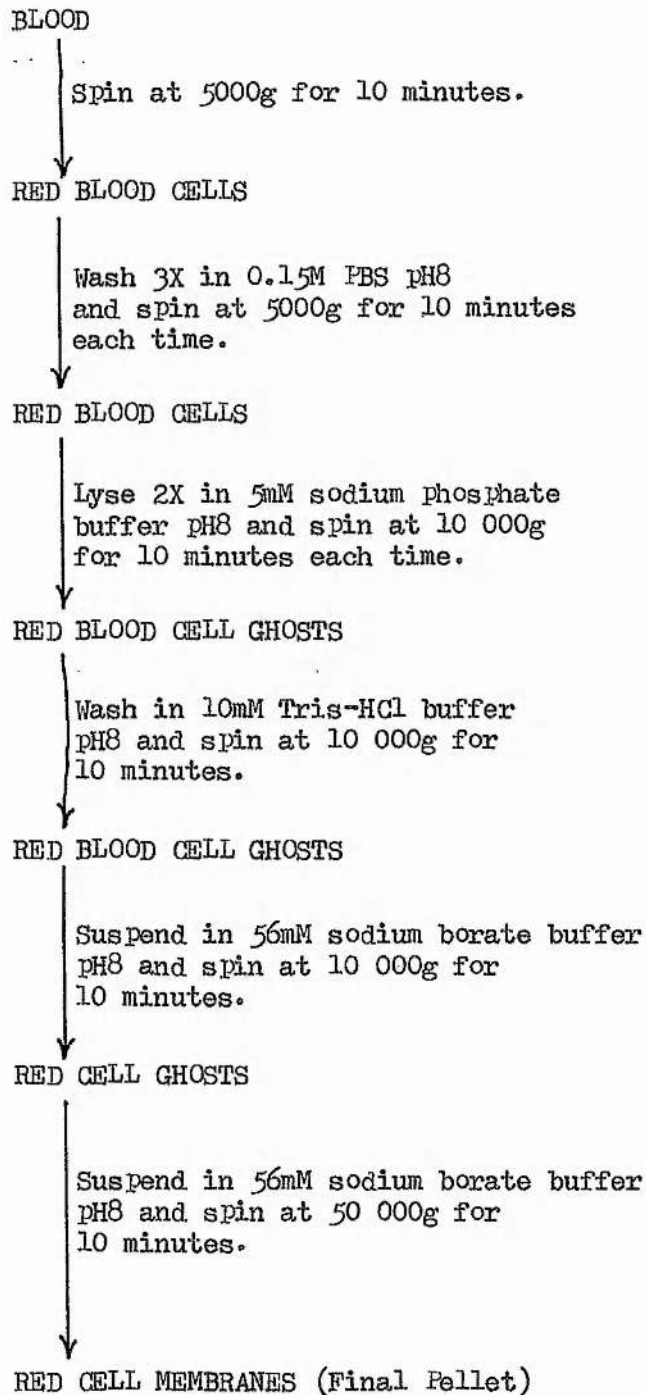 BLOOD
Spin at 5000g for 10 minutes.
RED BLOOD CELLS
Wash 3X in 0.15M PBS pH8
and spin at 5000g for 10 minutes
each time.
RED BLOOD CELLS
Lyse 2X in 5mM sodium phosphate
buffer pH8 and spin at 10 000g
for 10 minutes each time.
RED BLOOD CELL GHOSTS
Wash in 10mM Tris-HCl buffer
pH8 and spin at 10 000g for
10 minutes.
RED BLOOD CELL GHOSTS
Suspend in 56mM sodium borate buffer
pH8 and spin at 10 000g for
10 minutes.
RED CELL GHOSTS
Suspend in 56mM sodium borate buffer
pH8 and spin at 50 000g for
10 minutes.
RED CELL MEMBRANES (Final Pellet)